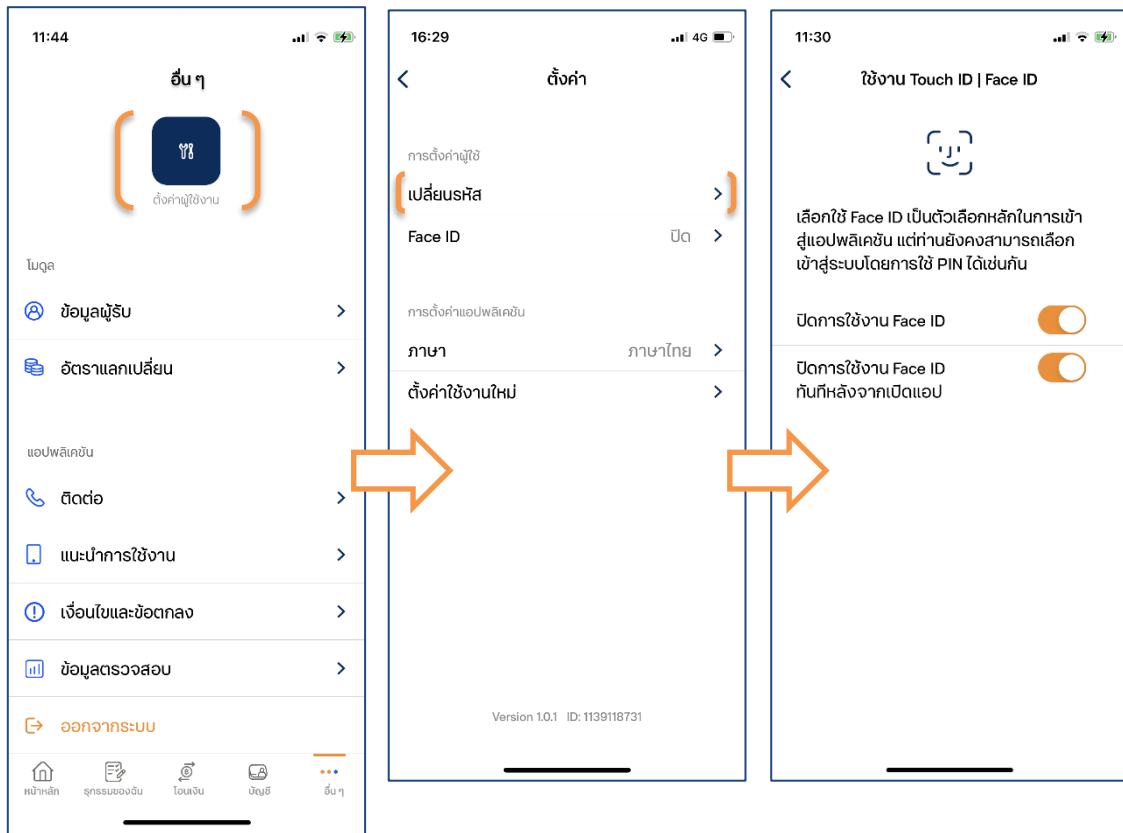 11:44
อื่น ๆ
ตั้งค่าผู้ใช้งาน
โมดูล
ข้อมูลผู้รับ
อัตราแลกเปลี่ยน
แอปพลิเคชัน
ติดต่อ
แนะนำการใช้งาน
เงื่อนไขและข้อตกลง
ข้อมูลตรวจสอบ
ออกจากระบบ
หน้าหลัก ธุรกรรมของฉัน โอนเงิน บัญชี อื่น ๆ
16:29 4G
ตั้งค่า
การตั้งค่าผู้ใช้
เปลี่ยนรหัส
Face ID ปิด
การตั้งค่าแอปพลิเคชัน
ภาษา ภาษาไทย
ตั้งค่าใช้งานใหม่
Version 1.0.1 ID: 1139118731
11:30
ใช้งาน Touch ID | Face ID
เลือกใช้ Face ID เป็นตัวเลือกหลักในการเข้า
สู่แอปพลิเคชัน แต่ท่านยังคงสามารถเลือก
เข้าสู่ระบบโดยการใช้ PIN ได้เช่นกัน
ปิดการใช้งาน Face ID
ปิดการใช้งาน Face ID
ทันทีหลังจากเปิดแอป